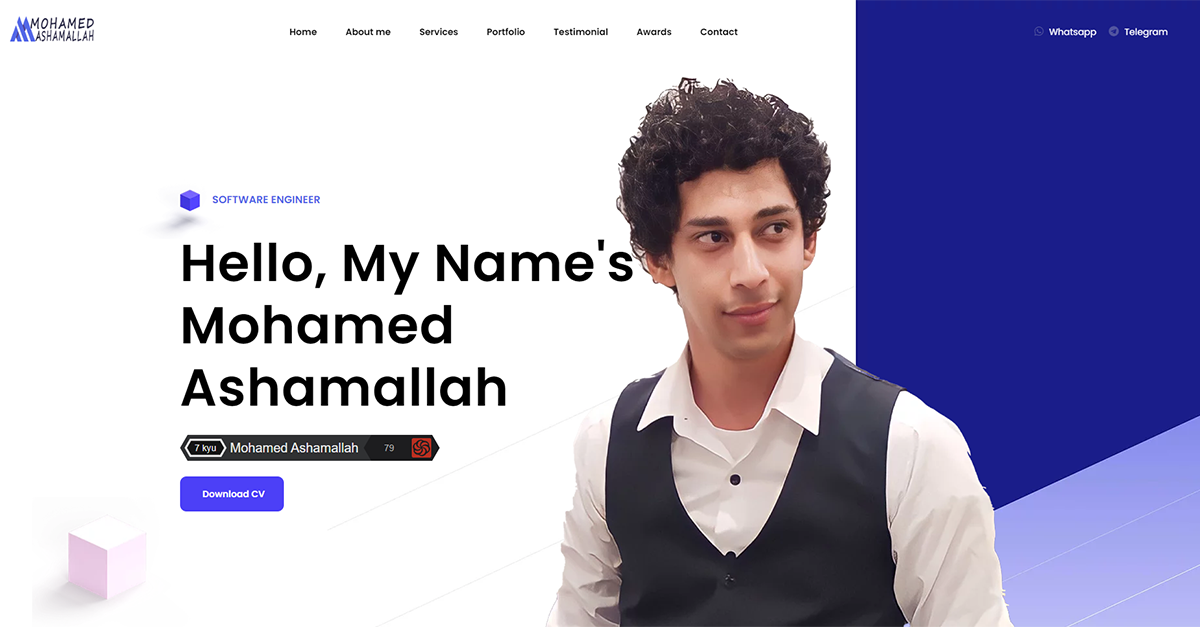 MOHAMED
ASHAMALLAH
Home About me Services Portfolio Testimonial Awards Contact
Whatsapp Telegram
SOFTWARE ENGINEER
Hello, My Name's
Mohamed
Ashamallah
7 kyu Mohamed Ashamallah 79
Download CV